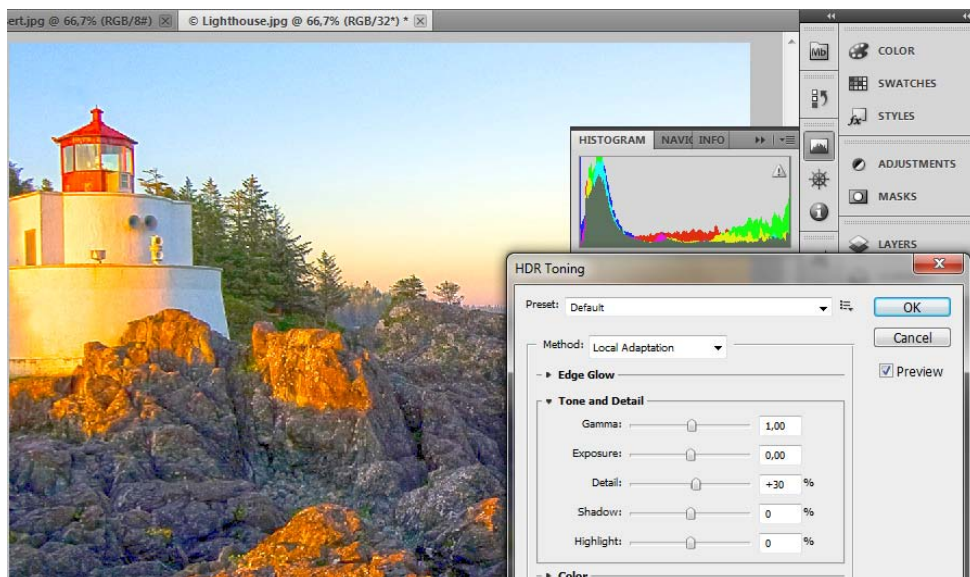 ert.jpg @ 66,7% (RGB/8#)
© Lighthouse.jpg @ 66,7% (RGB/32*) *
Mb
COLOR
SWATCHES
STYLES
HISTOGRAM NAVIG INFO
ADJUSTMENTS
MASKS
LAYERS
HDR Toning
Preset: Default
OK
Method: Local Adaptation
Cancel
Preview
Edge Glow
Tone and Detail
Gamma: 1,00
Exposure: 0,00
Detail: +30 %
Shadow: 0 %
Highlight: 0 %
Color